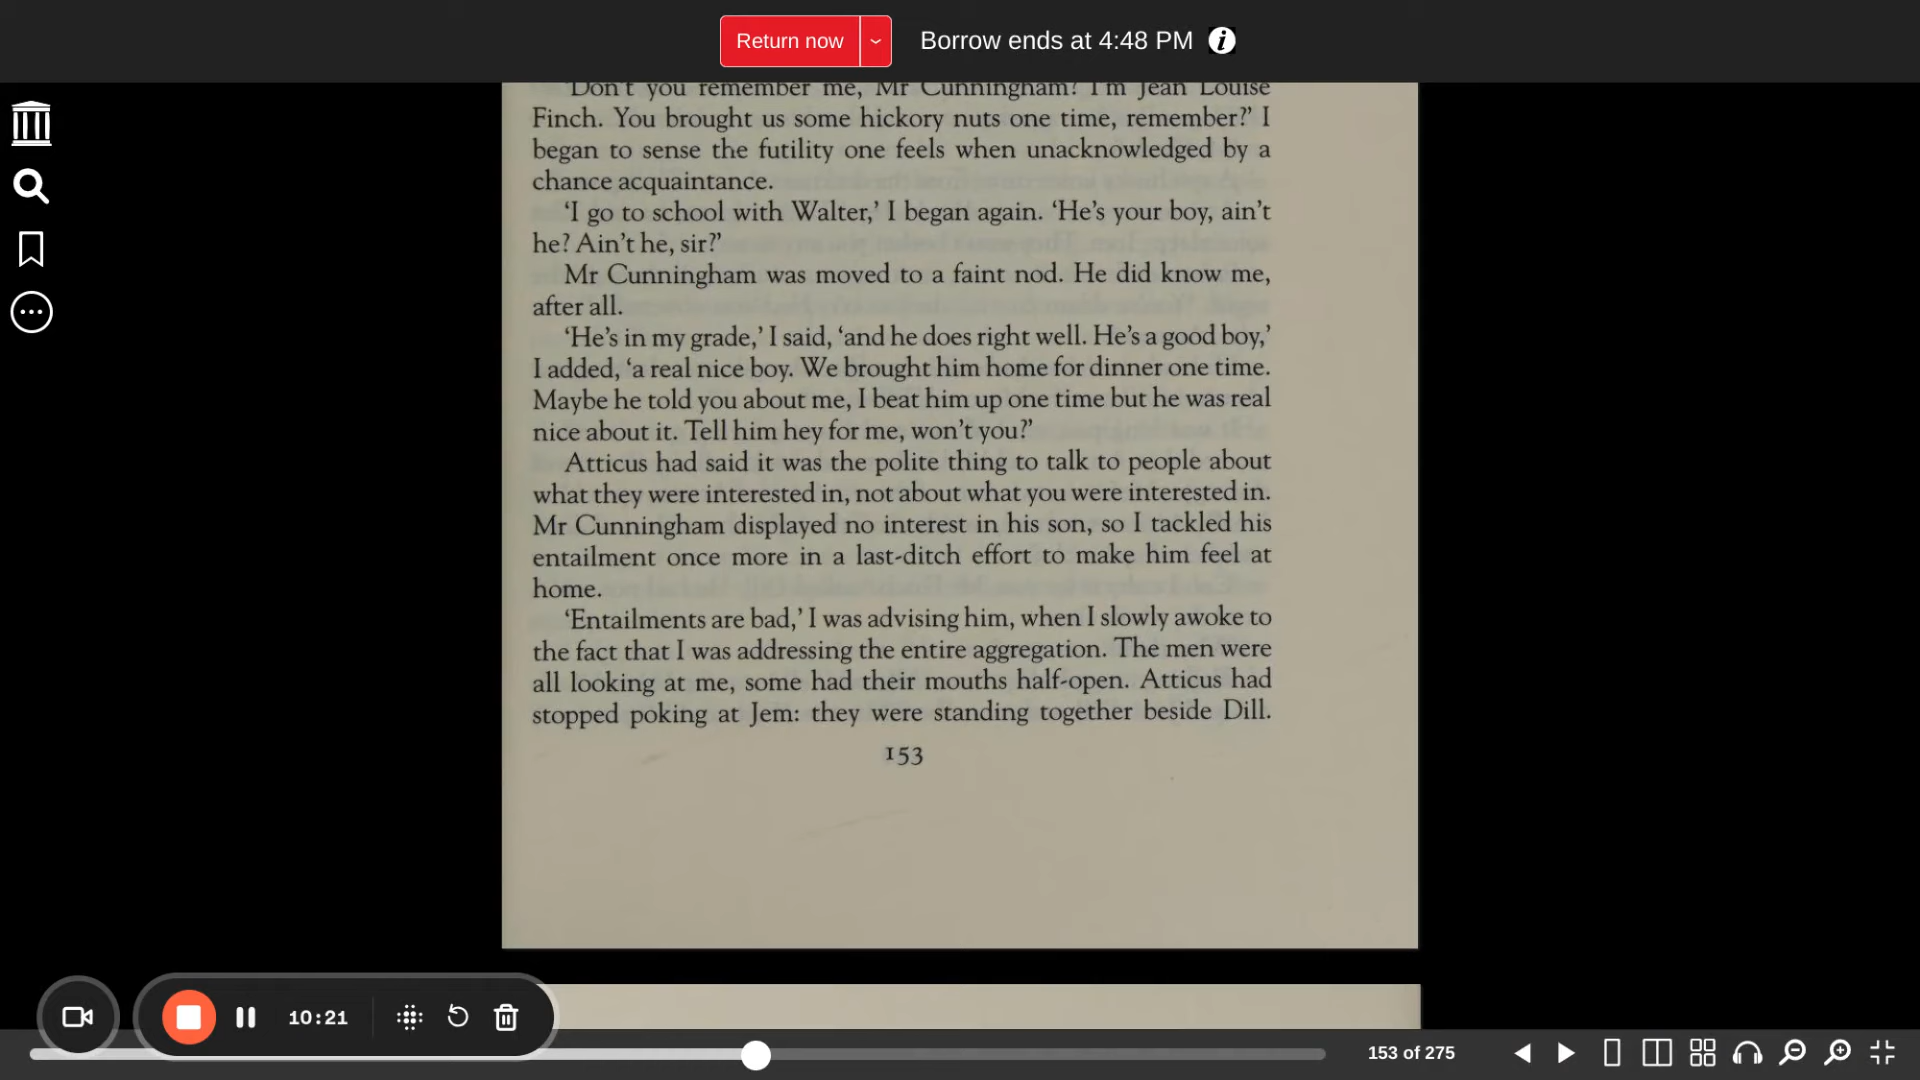 Return now
Borrow ends at 4:48 PM
'Don't you remember me, Mr Cunningham? I'm Jean Louise
Finch. You brought us some hickory nuts one time, remember?' I
began to sense the futility one feels when unacknowledged by a
chance acquaintance.
'I go to school with Walter,' I began again. 'He's your boy, ain't
he? Ain't he, sir?'
Mr Cunningham was moved to a faint nod. He did know me,
after all.
'He's in my grade,' I said, 'and he does right well. He's a good boy,'
I added, 'a real nice boy. We brought him home for dinner one time.
Maybe he told you about me, I beat him up one time but he was real
nice about it. Tell him hey for me, won't you?'
Atticus had said it was the polite thing to talk to people about
what they were interested in, not about what you were interested in.
Mr Cunningham displayed no interest in his son, so I tackled his
entailment once more in a last-ditch effort to make him feel at
home.
'Entailments are bad,' I was advising him, when I slowly awoke to
the fact that I was addressing the entire aggregation. The men were
all looking at me, some had their mouths half-open. Atticus had
stopped poking at Jem: they were standing together beside Dill.
153
10:21
153 of 275